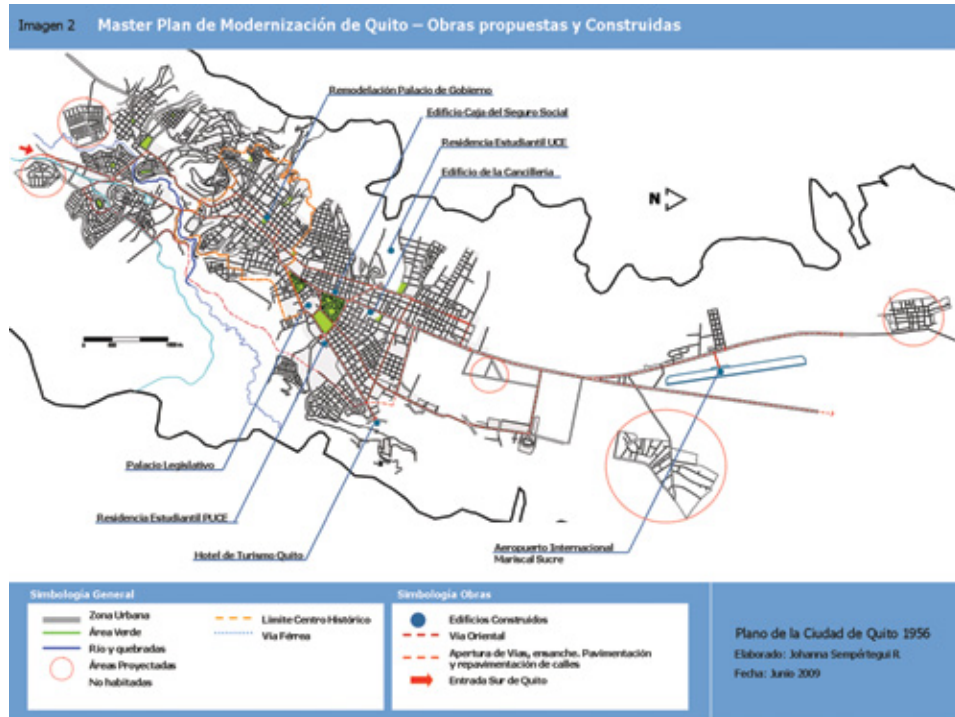 Imagen 2 Master Plan de Modernización de Quito – Obras propuestas y Construidas
Remodelación Palacio de Gobierno
Edificio Caja del Seguro Social
Residencia Estudiantil UCE
Edificio de la Cancillería
N
Palacio Legislativo
Residencia Estudiantil PUCE
Hotel de Turismo Quito
Aeropuerto Internacional
Mariscal Sucre
Simbología General
Zona Urbana
Área Verde
Río y quebradas
Áreas Proyectadas
No habitadas
Límite Centro Histórico
Vía Férrea
Simbología Obras
Edificios Construidos
Vía Oriental
Apertura de Vías, ensanche. Pavimentación
y repavimentación de calles
Entrada Sur de Quito
Plano de la Ciudad de Quito 1956
Elaborado: Johanna Sempértegui R.
Fecha: Junio 2009